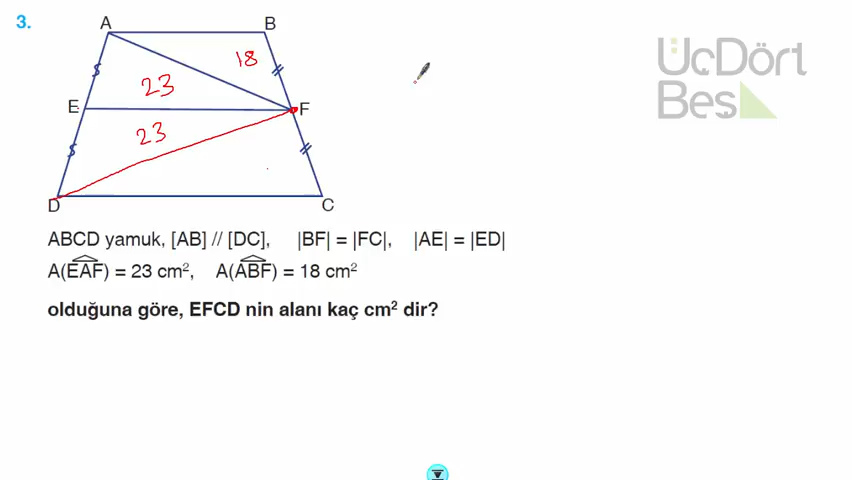 3.
A
B
18
23
E
F
23
D
C
ÜçDört
Beş
ABCD yamuk, [AB] // [DC], |BF| = |FC|, |AE| = |ED|
A(EAF) = 23 cm², A(ABF) = 18 cm²
olduğuna göre, EFCD nin alanı kaç cm² dir?